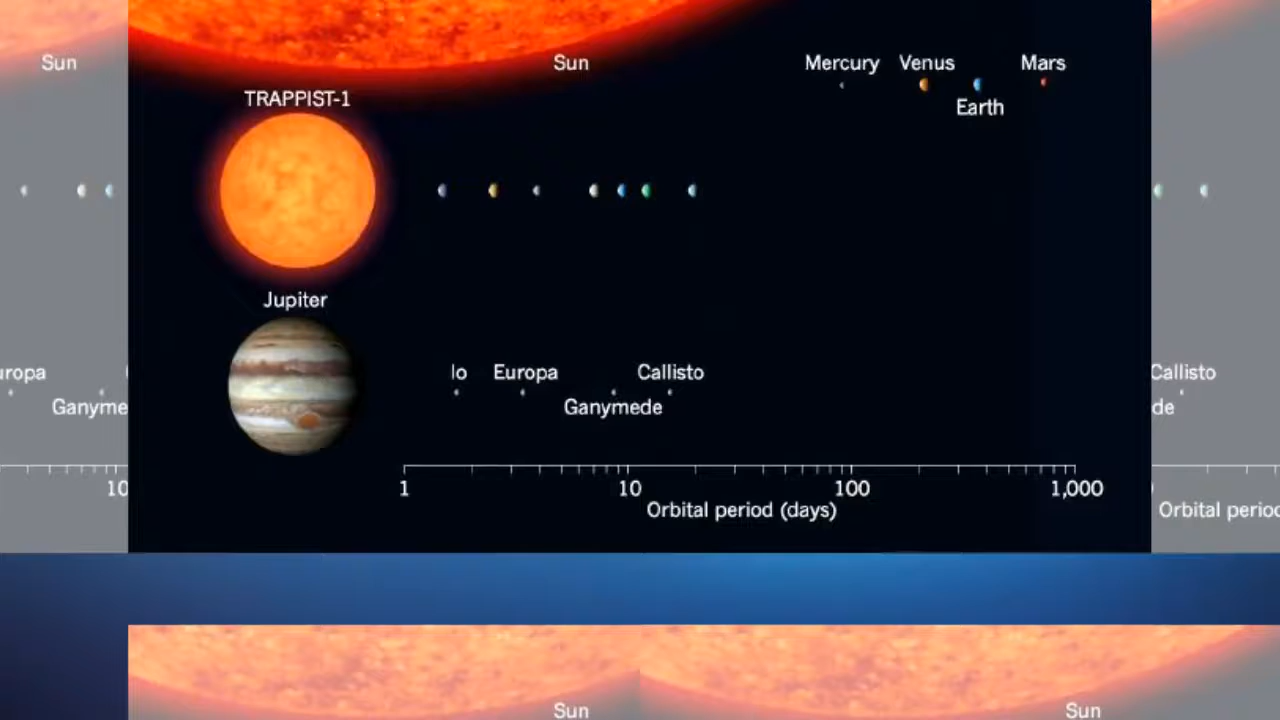 Sun
Sun
Mercury Venus Mars
Earth
TRAPPIST-1
Jupiter
Io Europa Callisto
Ganymede
uropa
Ganyme
Callisto
de
10
1 10 100 1,000
Orbital period (days)
Orbital perioc
Sun
Sun